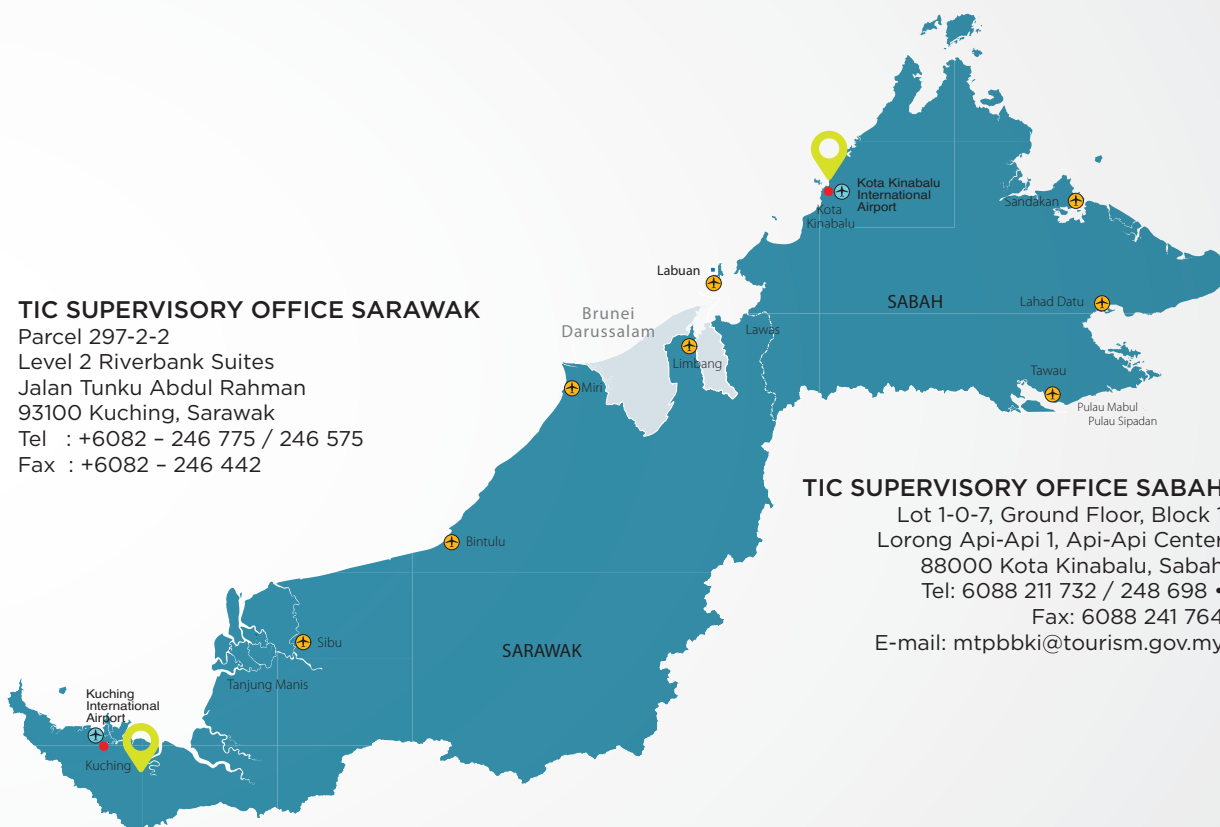 Kota Kinabalu
International
Airport
Kota
Kinabalu
Sandakan
Labuan
SABAH
Lahad Datu
Brunei
Darussalam
Lawas
Limbang
Miri
Tawau
Pulau Mabul
Pulau Sipadan
TIC SUPERVISORY OFFICE SARAWAK
Parcel 297-2-2
Level 2 Riverbank Suites
Jalan Tunku Abdul Rahman
93100 Kuching, Sarawak
Tel : +6082 – 246 775 / 246 575
Fax : +6082 – 246 442
TIC SUPERVISORY OFFICE SABAH
Lot 1-0-7, Ground Floor, Block 1
Lorong Api-Api 1, Api-Api Center
88000 Kota Kinabalu, Sabah
Tel: 6088 211 732 / 248 698 •
Fax: 6088 241 764
E-mail: mtpbbki@tourism.gov.my
Bintulu
Sibu
SARAWAK
Tanjung Manis
Kuching
International
Airport
Kuching